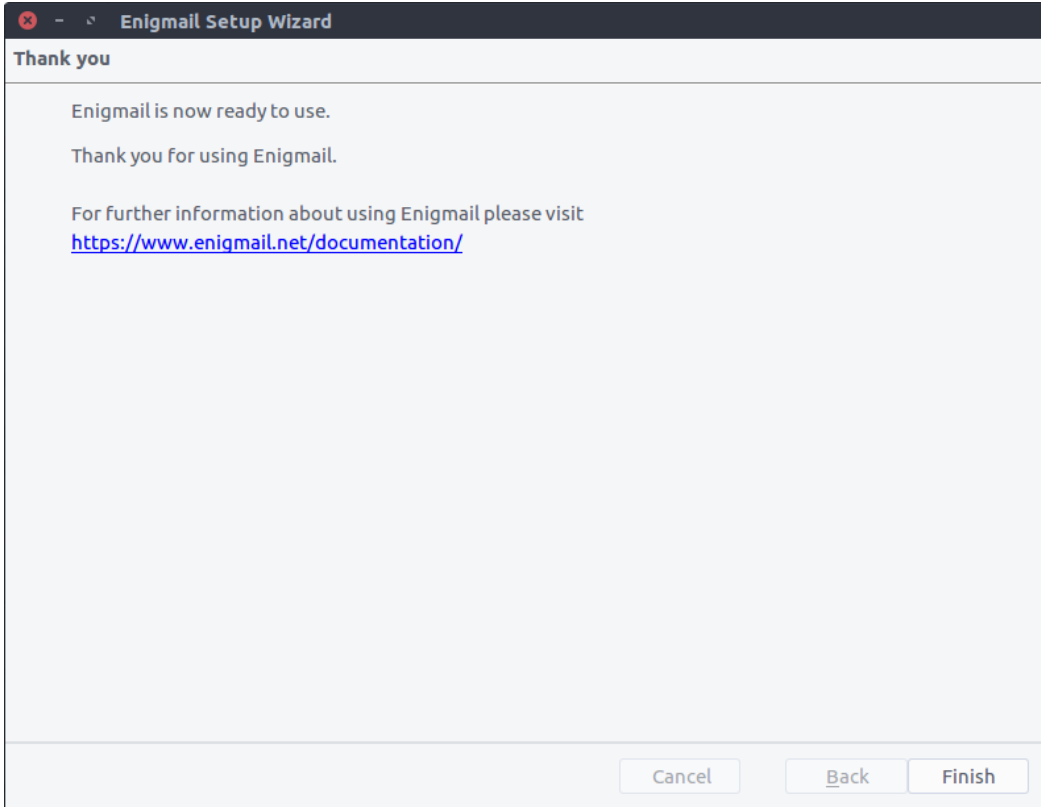 Enigmail Setup Wizard
Thank you
Enigmail is now ready to use.
Thank you for using Enigmail.
For further information about using Enigmail please visit
https://www.enigmail.net/documentation/
Cancel
Back
Finish